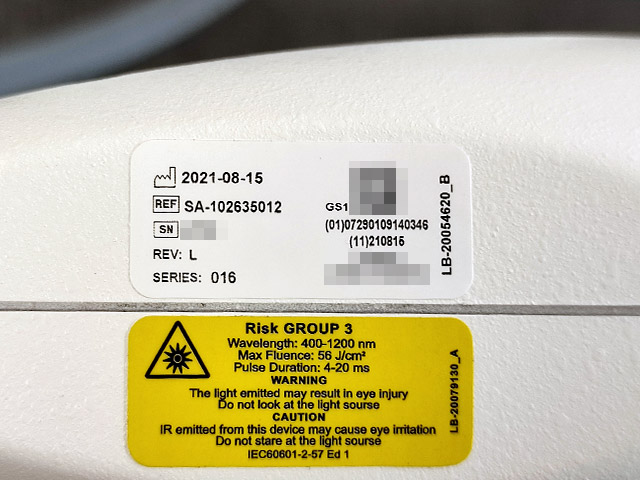 2021-08-15
REF SA-102635012
SN
REV: L
SERIES: 016
GS1
(01)07290109140346
(11)210815
LB-20054620_B
Risk GROUP 3
Wavelength: 400-1200 nm
Max Fluence: 56 J/cm²
Pulse Duration: 4-20 ms
WARNING
The light emitted may result in eye injury
Do not look at the light sourse
CAUTION
IR emitted from this device may cause eye irritation
Do not stare at the light sourse
IEC60601-2-57 Ed 1
LB-20079130_A